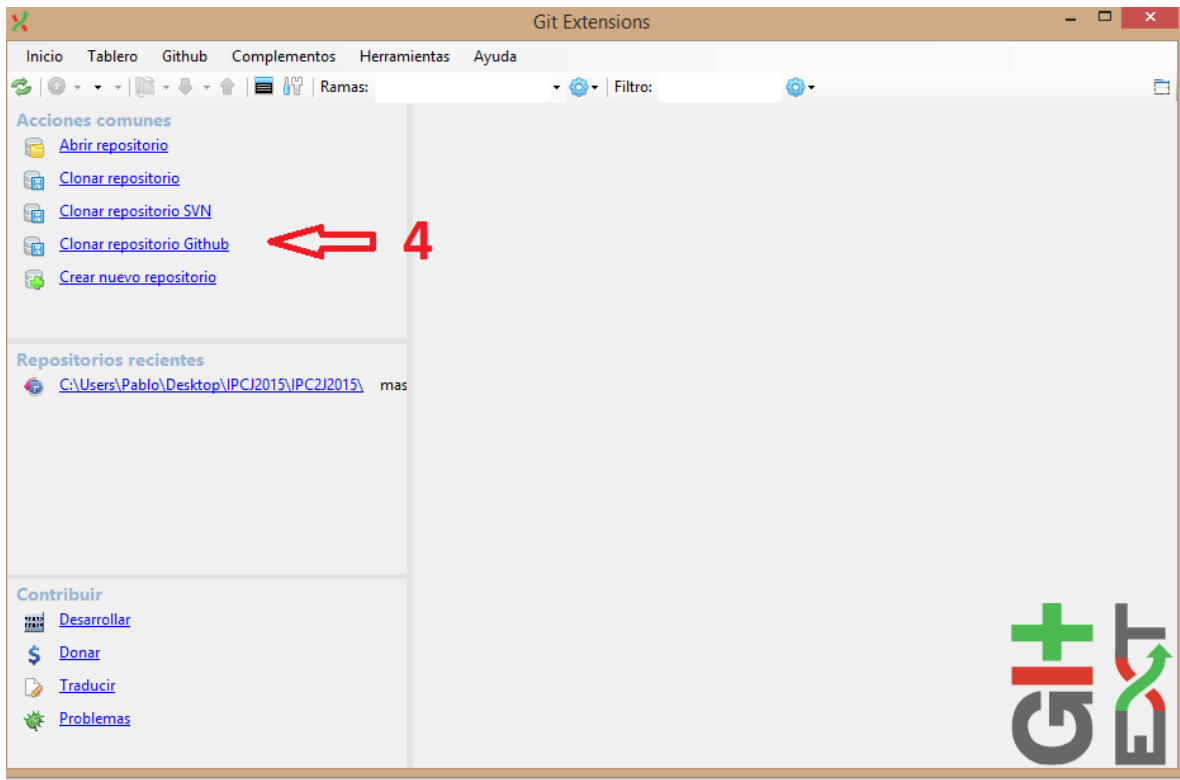 Git Extensions
Inicio Tablero Github Complementos Herramientas Ayuda
Ramas: Filtro:
Acciones comunes
Abrir repositorio
Clonar repositorio
Clonar repositorio SVN
Clonar repositorio Github 4
Crear nuevo repositorio
Repositorios recientes
C:\Users\Pablo\Desktop\IPCJ2015\IPC2J2015\ mas
Contribuir
Desarrollar
Donar
Traducir
Problemas
GIT
EXT